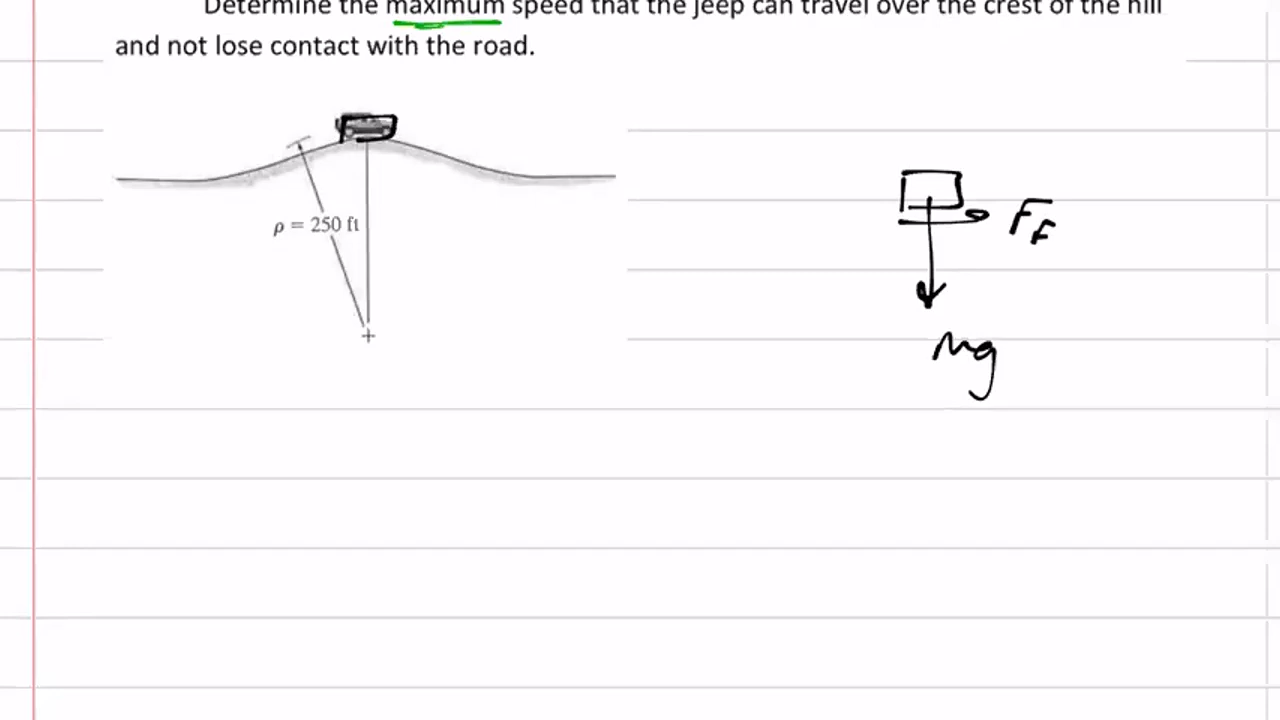 Determine the maximum speed that the jeep can travel over the crest of the hill
and not lose contact with the road.
ρ = 250 ft
FF
mg